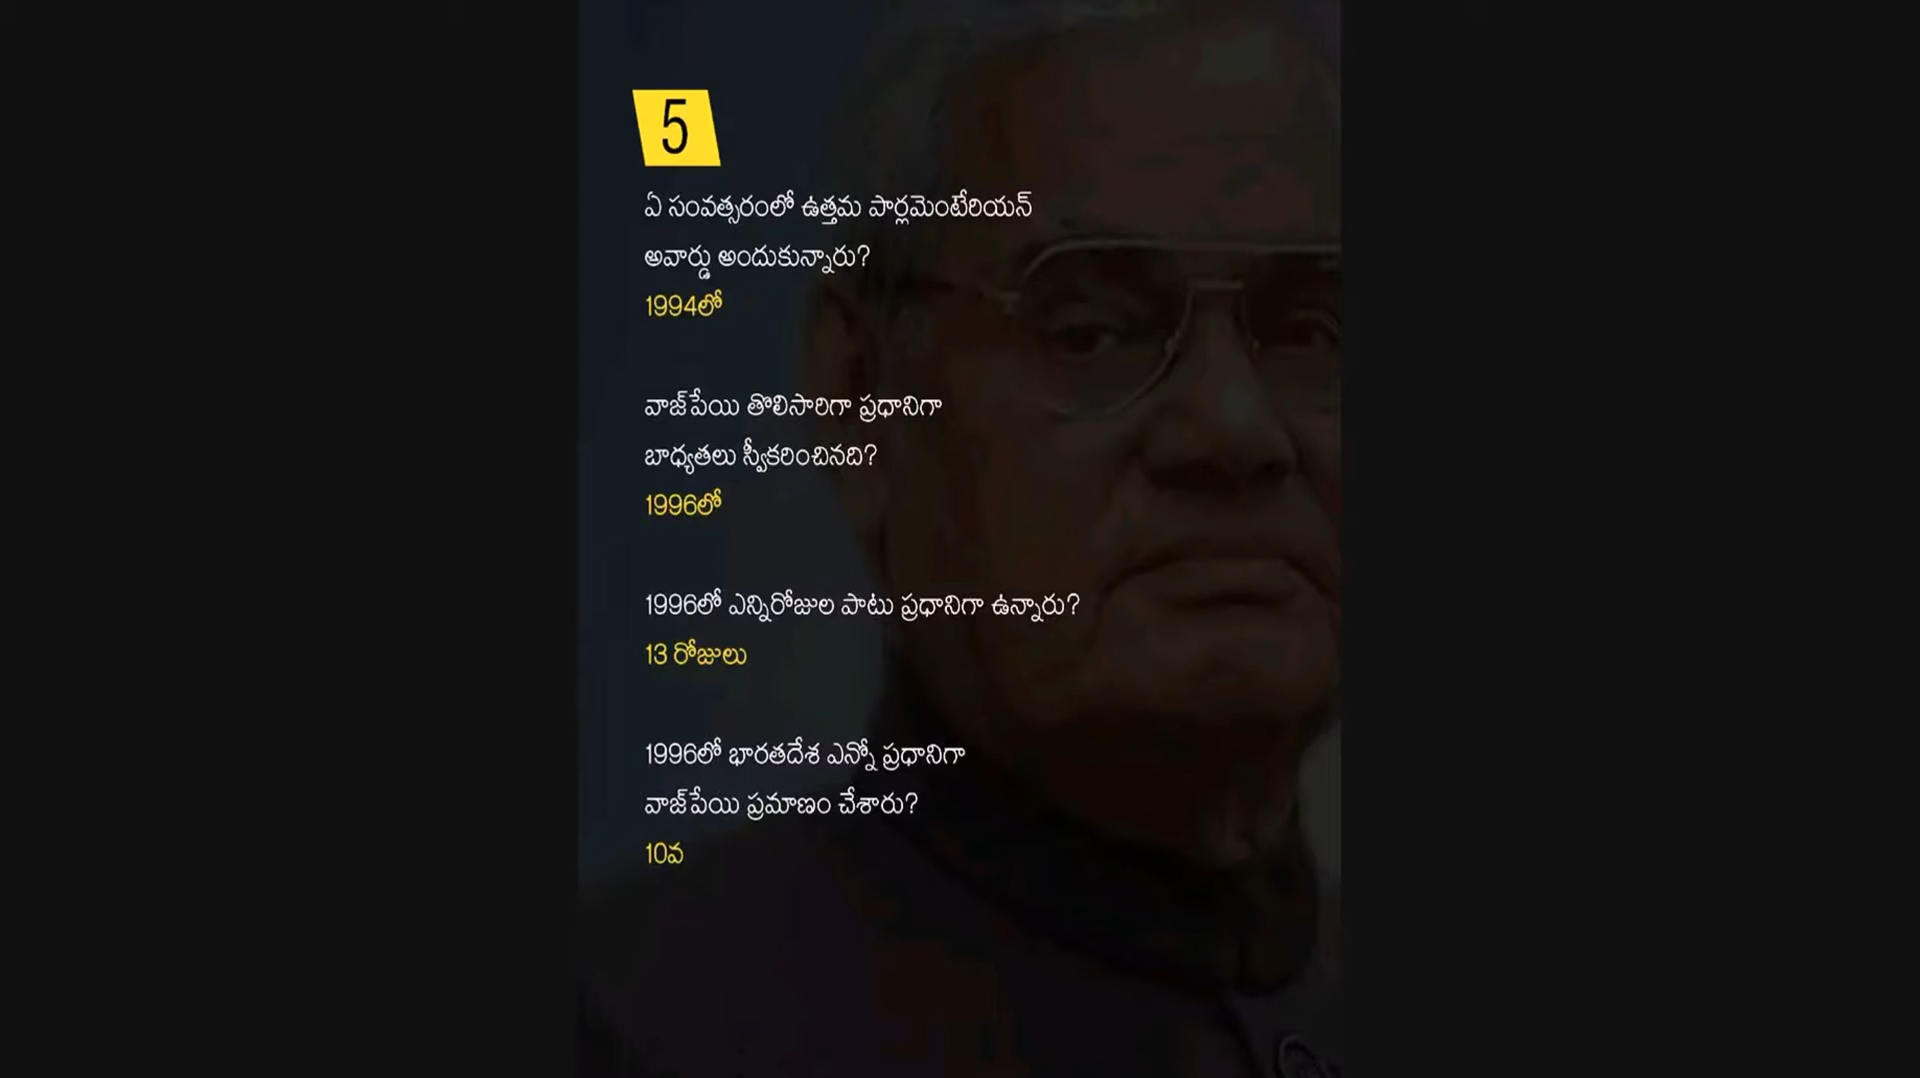 5
ఏ సంవత్సరంలో ఉత్తమ పార్లమెంటేరియన్
అవార్డు అందుకున్నారు?
1994లో
వాజ్‌పేయి తొలిసారిగా ప్రధానిగా
బాధ్యతలు స్వీకరించినది?
1996లో
1996లో ఎన్నిరోజుల పాటు ప్రధానిగా ఉన్నారు?
13 రోజులు
1996లో భారతదేశ ఎన్నో ప్రధానిగా
వాజ్‌పేయి ప్రమాణం చేశారు?
10వ